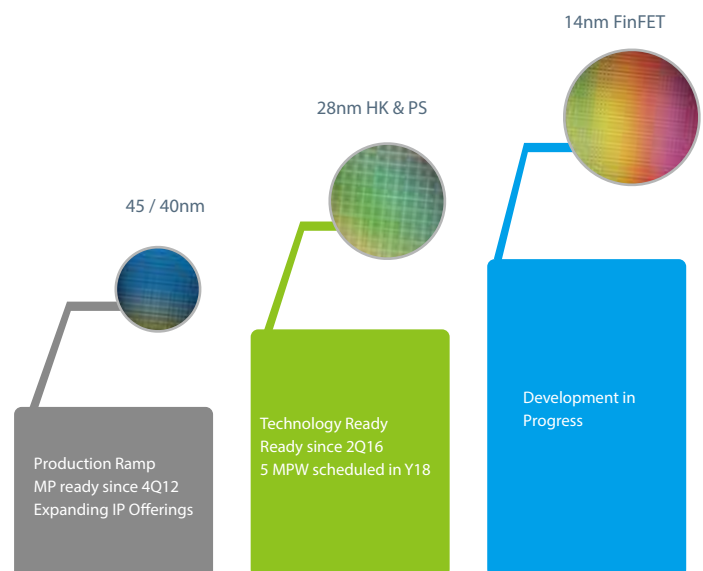 14nm FinFET
28nm HK & PS
45 / 40nm
Production Ramp
MP ready since 4Q12
Expanding IP Offerings
Technology Ready
Ready since 2Q16
5 MPW scheduled in Y18
Development in
Progress